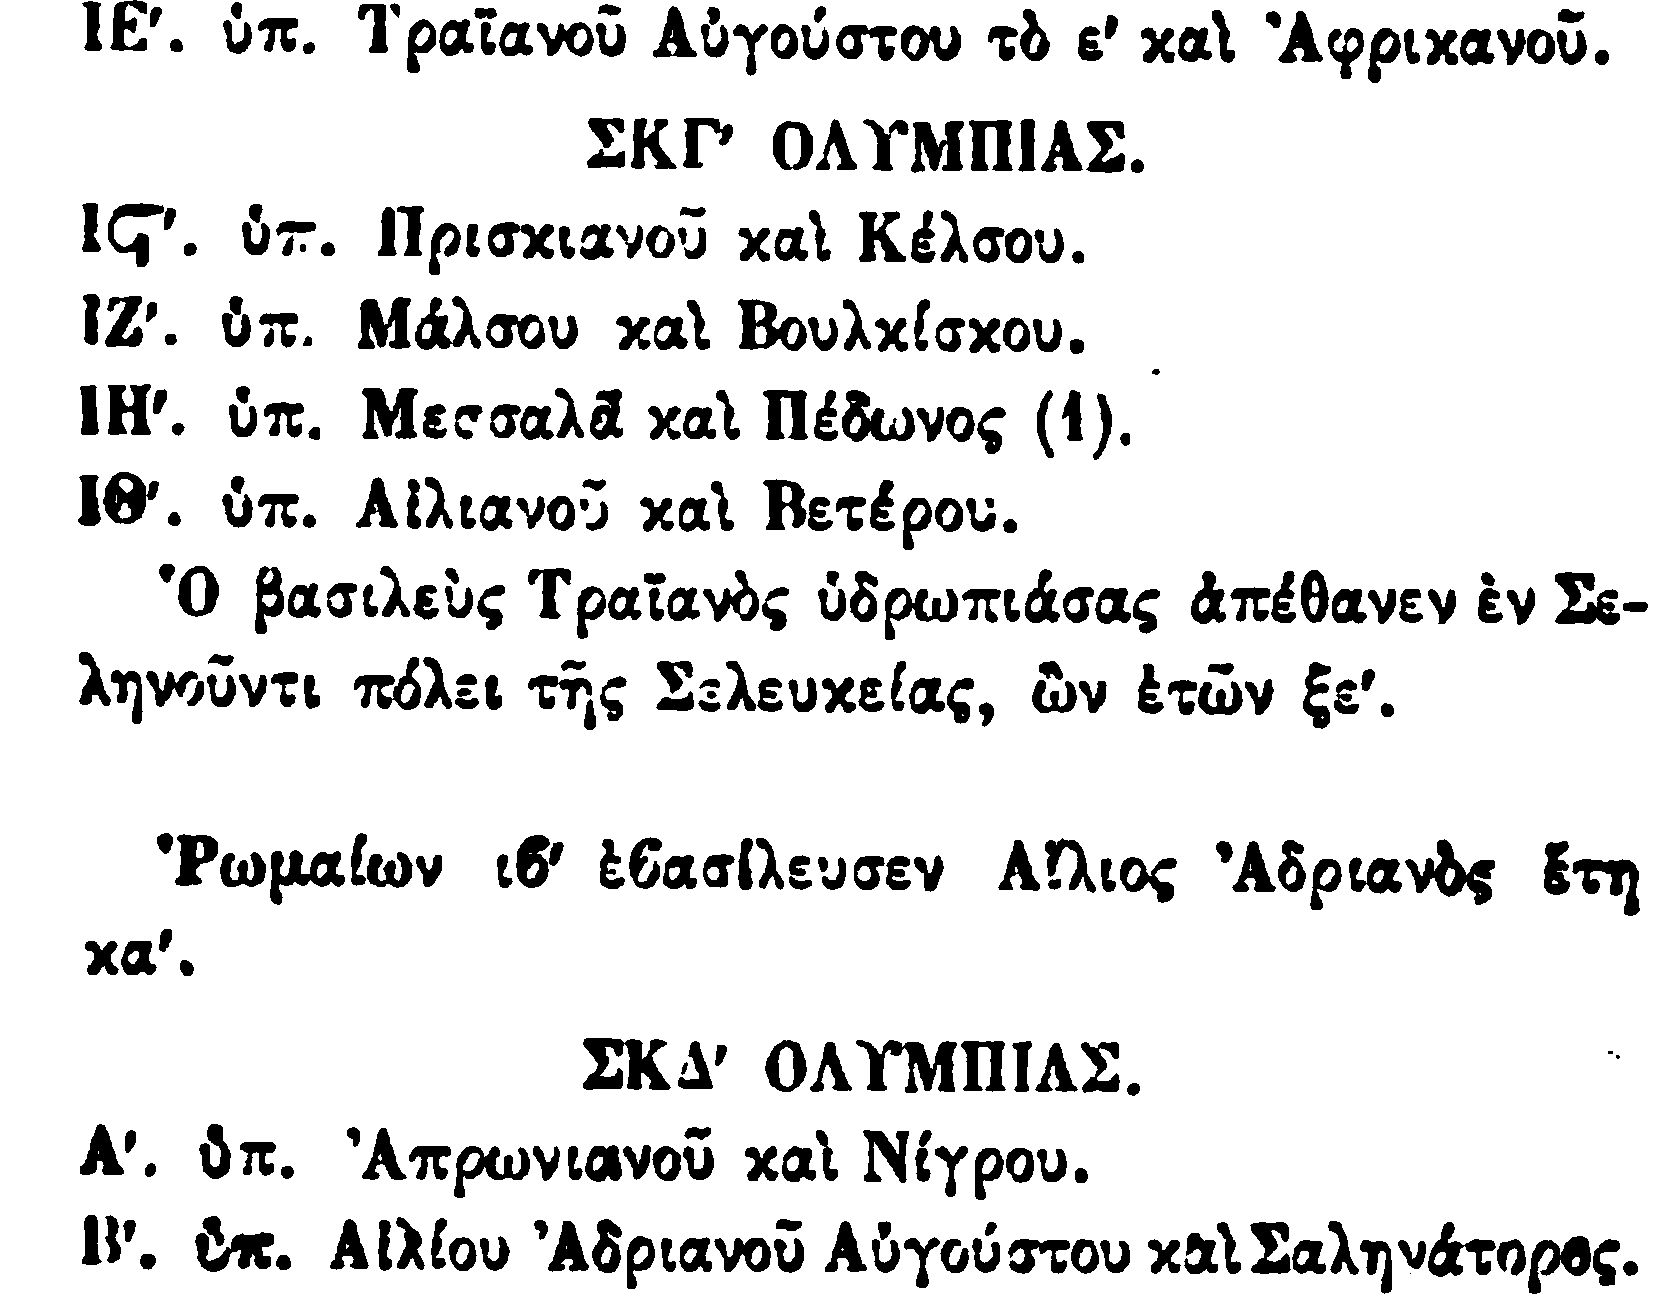 ΙΕ′. ὑπ. Τραϊανοῦ Αὐγούστου τὸ ε′ καὶ Ἀφρικανοῦ.
ΣΚΓ′ ΟΛΥΜΠΙΑΣ.
ΙϚ′. ὑπ. Πρισκιανοῦ καὶ Κέλσου.
ΙΖ′. ὑπ. Μάλσου καὶ Βουλκίσκου.
ΙΗ′. ὑπ. Μεσσαλᾶ καὶ Πέδωνος (1).
ΙΘ′. ὑπ. Αἰλιανοῦ καὶ Βετέρου.
Ὁ βασιλεὺς Τραϊανὸς ὑδρωπιάσας ἀπέθανεν ἐν Σε-
ληνοῦντι πόλει τῆς Σελευκείας, ὢν ἐτῶν ξε′.
Ῥωμαίων ιϐ′ ἐϐασίλευσεν Αἴλιος Ἀδριανὸς ἔτη
κα′.
ΣΚΔ′ ΟΛΥΜΠΙΑΣ.
Α′. ὑπ. Ἀπρωνιανοῦ καὶ Νίγρου.
Β′. ὑπ. Αἰλίου Ἀδριανοῦ Αὐγούστου καὶ Σαληνάτορος.